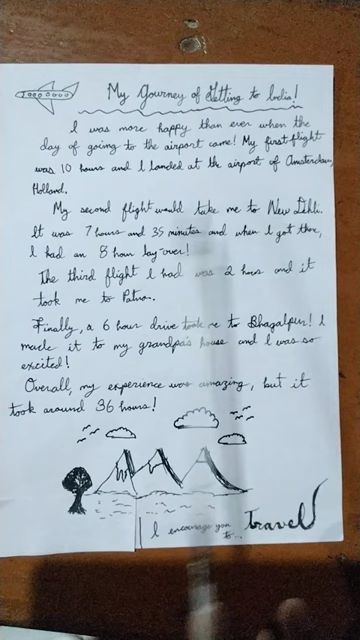 My Journey of Getting to India!
I was more happy than ever when the
day of going to the airport came! My first flight
was 10 hours and I landed at the airport of Amsterdam,
Holland.
My second flight would take me to New Dehli.
It was 7 hours and 35 minutes and when I got there,
I had an 8 hour lay-over!
The third flight I had was 2 hours and it
took me to Patna.
Finally, a 6 hour drive took me to Bhagalpur! I
made it to my grandpa's house and I was so
excited!
Overall, my experience was amazing, but it
took around 36 hours!
I encourage you
to... Travel